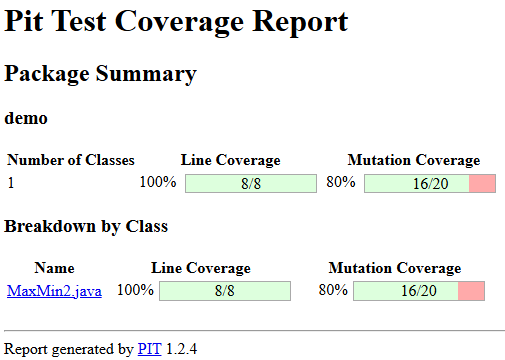 Pit Test Coverage Report
Package Summary
demo
Number of Classes Line Coverage Mutation Coverage
1 100% 8/8 80% 16/20
Breakdown by Class
Name Line Coverage Mutation Coverage
MaxMin2.java 100% 8/8 80% 16/20
Report generated by PIT 1.2.4